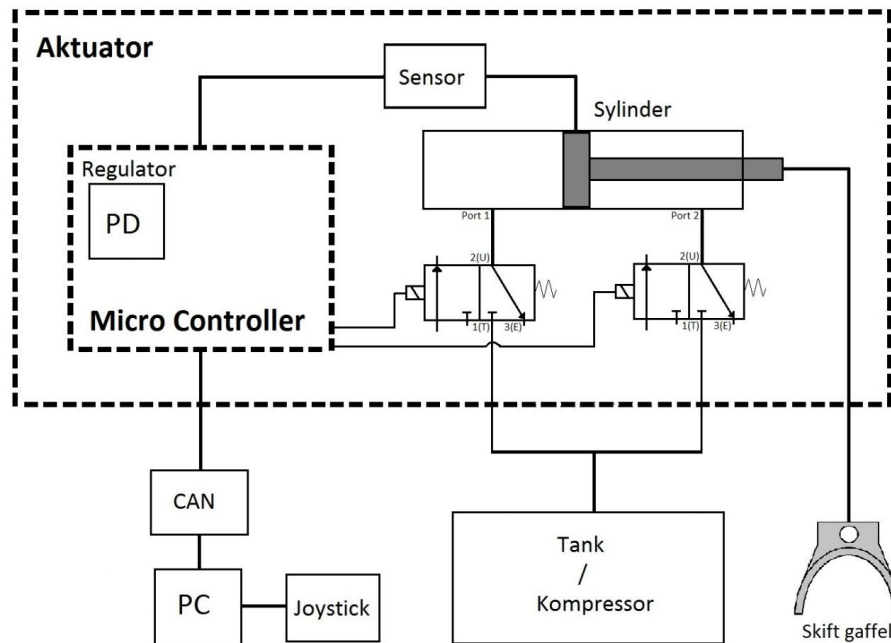 Aktuator
Sensor
Sylinder
Regulator
PD
Port 1
Port 2
2(U)
2(U)
Micro Controller
1(T)
3(E)
1(T)
3(E)
CAN
PC
Joystick
Tank
/
Kompressor
Skift gaffel